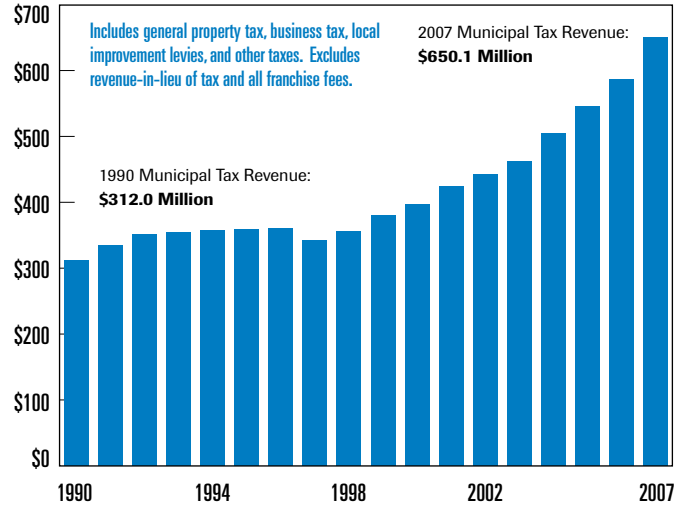 $700
$600
$500
$400
$300
$200
$100
$0
Includes general property tax, business tax, local
improvement levies, and other taxes. Excludes
revenue-in-lieu of tax and all franchise fees.
2007 Municipal Tax Revenue:
$650.1 Million
1990 Municipal Tax Revenue:
$312.0 Million
1990 1994 1998 2002 2007